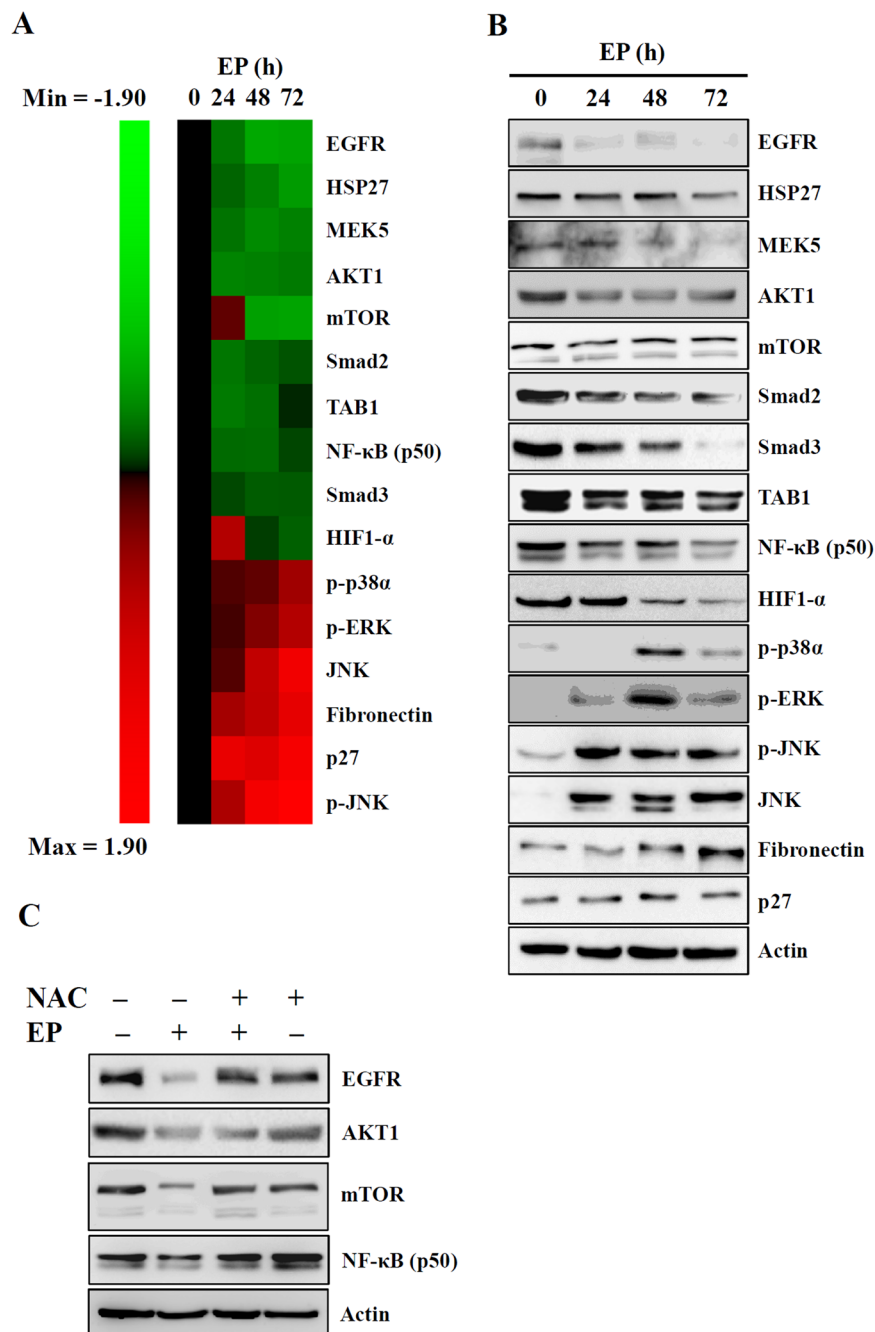 A
EP (h)
Min = -1.90 0 24 48 72
EGFR
HSP27
MEK5
AKT1
mTOR
Smad2
TAB1
NF-κB (p50)
Smad3
HIF1-α
p-p38α
p-ERK
JNK
Fibronectin
p27
p-JNK
Max = 1.90
B
EP (h)
0 24 48 72
EGFR
HSP27
MEK5
AKT1
mTOR
Smad2
Smad3
TAB1
NF-κB (p50)
HIF1-α
p-p38α
p-ERK
p-JNK
JNK
Fibronectin
p27
Actin
C
NAC – – + +
EP – + + –
EGFR
AKT1
mTOR
NF-κB (p50)
Actin